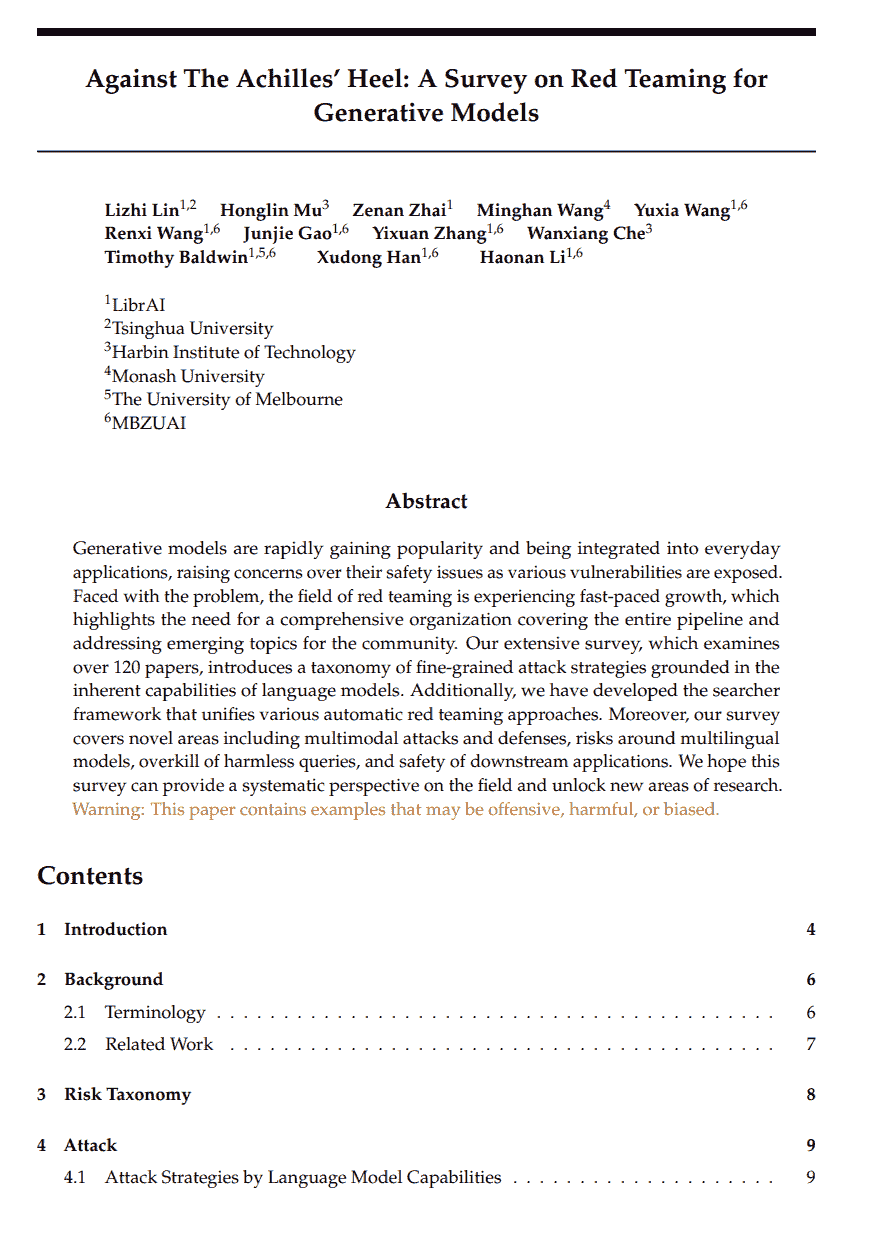 Against The Achilles’ Heel: A Survey on Red Teaming for
Generative Models
Lizhi Lin1,2 Honglin Mu3 Zenan Zhai1 Minghan Wang4 Yuxia Wang1,6
Renxi Wang1,6 Junjie Gao1,6 Yixuan Zhang1,6 Wanxiang Che3
Timothy Baldwin1,5,6 Xudong Han1,6 Haonan Li1,6
1LibrAI
2Tsinghua University
3Harbin Institute of Technology
4Monash University
5The University of Melbourne
6MBZUAI
Abstract
Generative models are rapidly gaining popularity and being integrated into everyday
applications, raising concerns over their safety issues as various vulnerabilities are exposed.
Faced with the problem, the field of red teaming is experiencing fast-paced growth, which
highlights the need for a comprehensive organization covering the entire pipeline and
addressing emerging topics for the community. Our extensive survey, which examines
over 120 papers, introduces a taxonomy of fine-grained attack strategies grounded in the
inherent capabilities of language models. Additionally, we have developed the searcher
framework that unifies various automatic red teaming approaches. Moreover, our survey
covers novel areas including multimodal attacks and defenses, risks around multilingual
models, overkill of harmless queries, and safety of downstream applications. We hope this
survey can provide a systematic perspective on the field and unlock new areas of research.
Warning: This paper contains examples that may be offensive, harmful, or biased.
Contents
1 Introduction 4
2 Background 6
2.1 Terminology . . . . . . . . . . . . . . . . . . . . . . . . . . . . . . . . . . . . . . . . . . 6
2.2 Related Work . . . . . . . . . . . . . . . . . . . . . . . . . . . . . . . . . . . . . . . . . 7
3 Risk Taxonomy 8
4 Attack 9
4.1 Attack Strategies by Language Model Capabilities . . . . . . . . . . . . . . . . . . . . 9